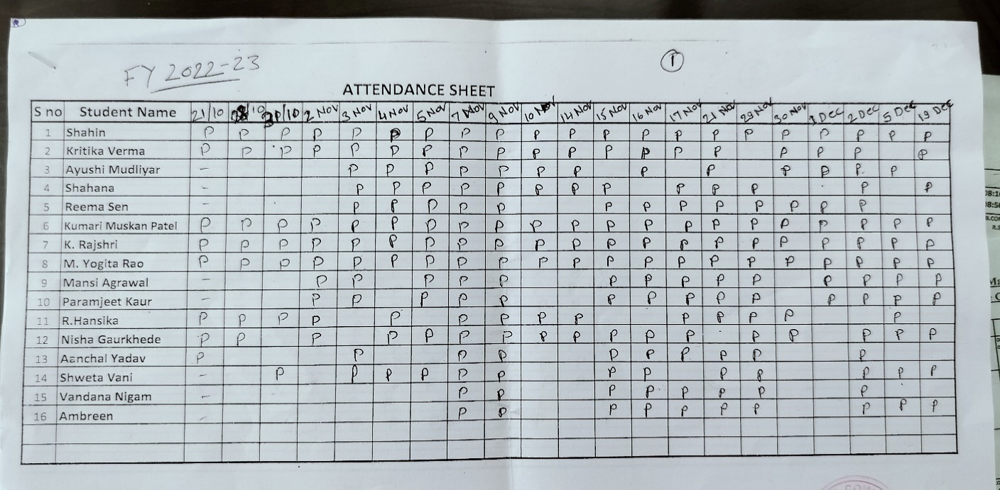 FY 2022-23
1
ATTENDANCE SHEET
S no Student Name 21/10 28/10 31/10 2 Nov 3 Nov 4 Nov 5 Nov 7 Nov 9 Nov 10 Nov 14 Nov 15 Nov 16 Nov 17 Nov 21 Nov 29 Nov 30 Nov 1 Dec 2 Dec 5 Dec 19 Dec
1 Shahin P P P P P P P P P P P P P P P P P P P P P
2 Kritika Verma P P P P P P P P P P P P P P P P P P P
3 Ayushi Mudliyar - P P P P P P P P P P P P P
4 Shahana - P P P P P P P P P P P P P
5 Reema Sen - P P P P P P P P P P P P P
6 Kumari Muskan Patel P P P P P P P P P P P P P P P P P P P P P
7 K. Rajshri P P P P P P P P P P P P P P P P P P P P P
8 M. Yogita Rao P P P P P P P P P P P P P P P P P P P P P
9 Mansi Agrawal - P P P P P P P P P P P P P P
10 Paramjeet Kaur - P P P P P P P P P P P P P P
11 R.Hansika P P P P P P P P P P P P P P
12 Nisha Gaurkhede P P P P P P P P P P P P P P P P P
13 Aanchal Yadav P P P P P P P P P P
14 Shweta Vani - P P P P P P P P P P P P P
15 Vandana Nigam - P P P P P P P P
16 Ambreen - P P P P P P P P P P